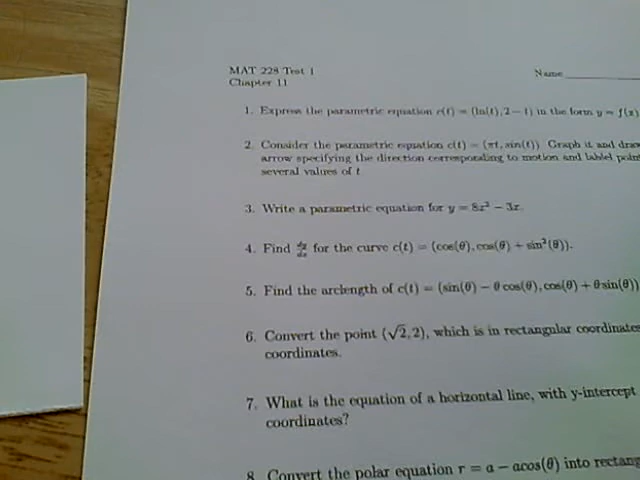 MAT 228 Test 1
Name
Chapter 11
1. Express the parametric equation c(t) = (ln(t), 2 − t) in the form y = f(x)
2. Consider the parametric equation c(t) = (πt, sin(t)) Graph it and draw
arrow specifying the direction corresponding to motion and lablel poin
several values of t
3. Write a parametric equation for y = 8x² − 3x.
4. Find dy/dx for the curve c(t) = (cos(θ), cos(θ) + sin²(θ)).
5. Find the arclength of c(t) = (sin(θ) − θ cos(θ), cos(θ) + θ sin(θ))
6. Convert the point (√2, 2), which is in rectangular coordinates
coordinates.
7. What is the equation of a horizontal line, with y-intercept
coordinates?
8 Convert the polar equation r = a − acos(θ) into rectang